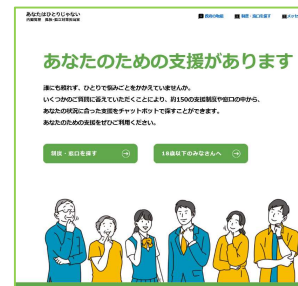 あなたはひとりじゃない
内閣官房 孤独・孤立対策担当室
あなたのための支援があります
誰にも頼れず、ひとりで悩みごとをかかえていませんか。
いくつかのご質問に答えていただくことにより、約150の支援制度や窓口の中から、
あなたの状況に合った支援をチャットボットで探すことができます。
あなたのための支援をぜひご利用ください。
制度・窓口を探す
18歳以下のみなさんへ